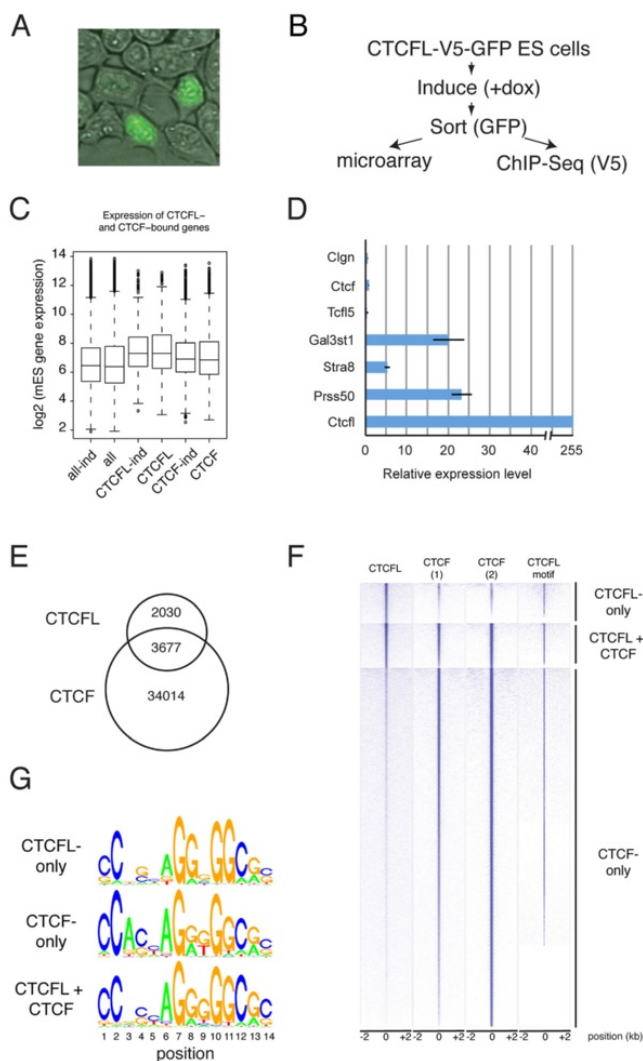 A
B
CTCFL-V5-GFP ES cells
Induce (+dox)
Sort (GFP)
microarray
ChIP-Seq (V5)
C
Expression of CTCFL−
and CTCF−bound genes
log2 (mES gene expression)
14
12
10
8
6
4
2
all-ind
all
CTCFL-ind
CTCFL
CTCF-ind
CTCF
D
Clgn
Ctcf
Tcfl5
Gal3st1
Stra8
Prss50
Ctcfl
0 10 20 30 40 255
Relative expression level
E
CTCFL
2030
3677
CTCF
34014
F
CTCFL
CTCF
(1)
CTCF
(2)
CTCFL
motif
CTCFL-
only
CTCFL +
CTCF
CTCF-
only
-2 0 +2 -2 0 +2 -2 0 +2 -2 0 +2 position (kb)
G
CTCFL-
only
CTCF-
only
CTCFL +
CTCF
1 2 3 4 5 6 7 8 9 10 11 12 13 14
position